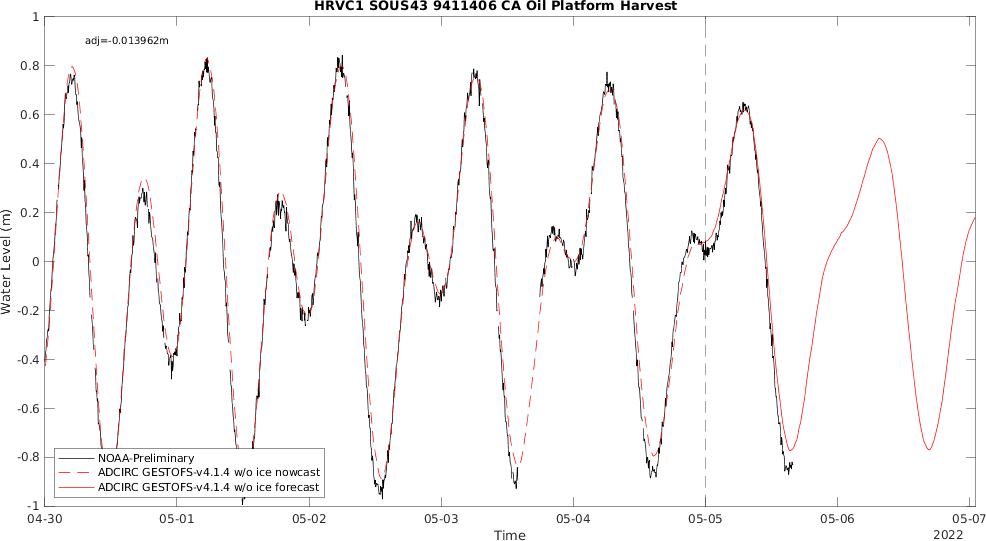 HRVC1 SOUS43 9411406 CA Oil Platform Harvest
adj=-0.013962m
1
0.8
0.6
0.4
0.2
0
-0.2
-0.4
-0.6
-0.8
-1
Water Level (m)
NOAA-Preliminary
ADCIRC GESTOFS-v4.1.4 w/o ice nowcast
ADCIRC GESTOFS-v4.1.4 w/o ice forecast
04-30 05-01 05-02 05-03 05-04 05-05 05-06 05-07
Time
2022